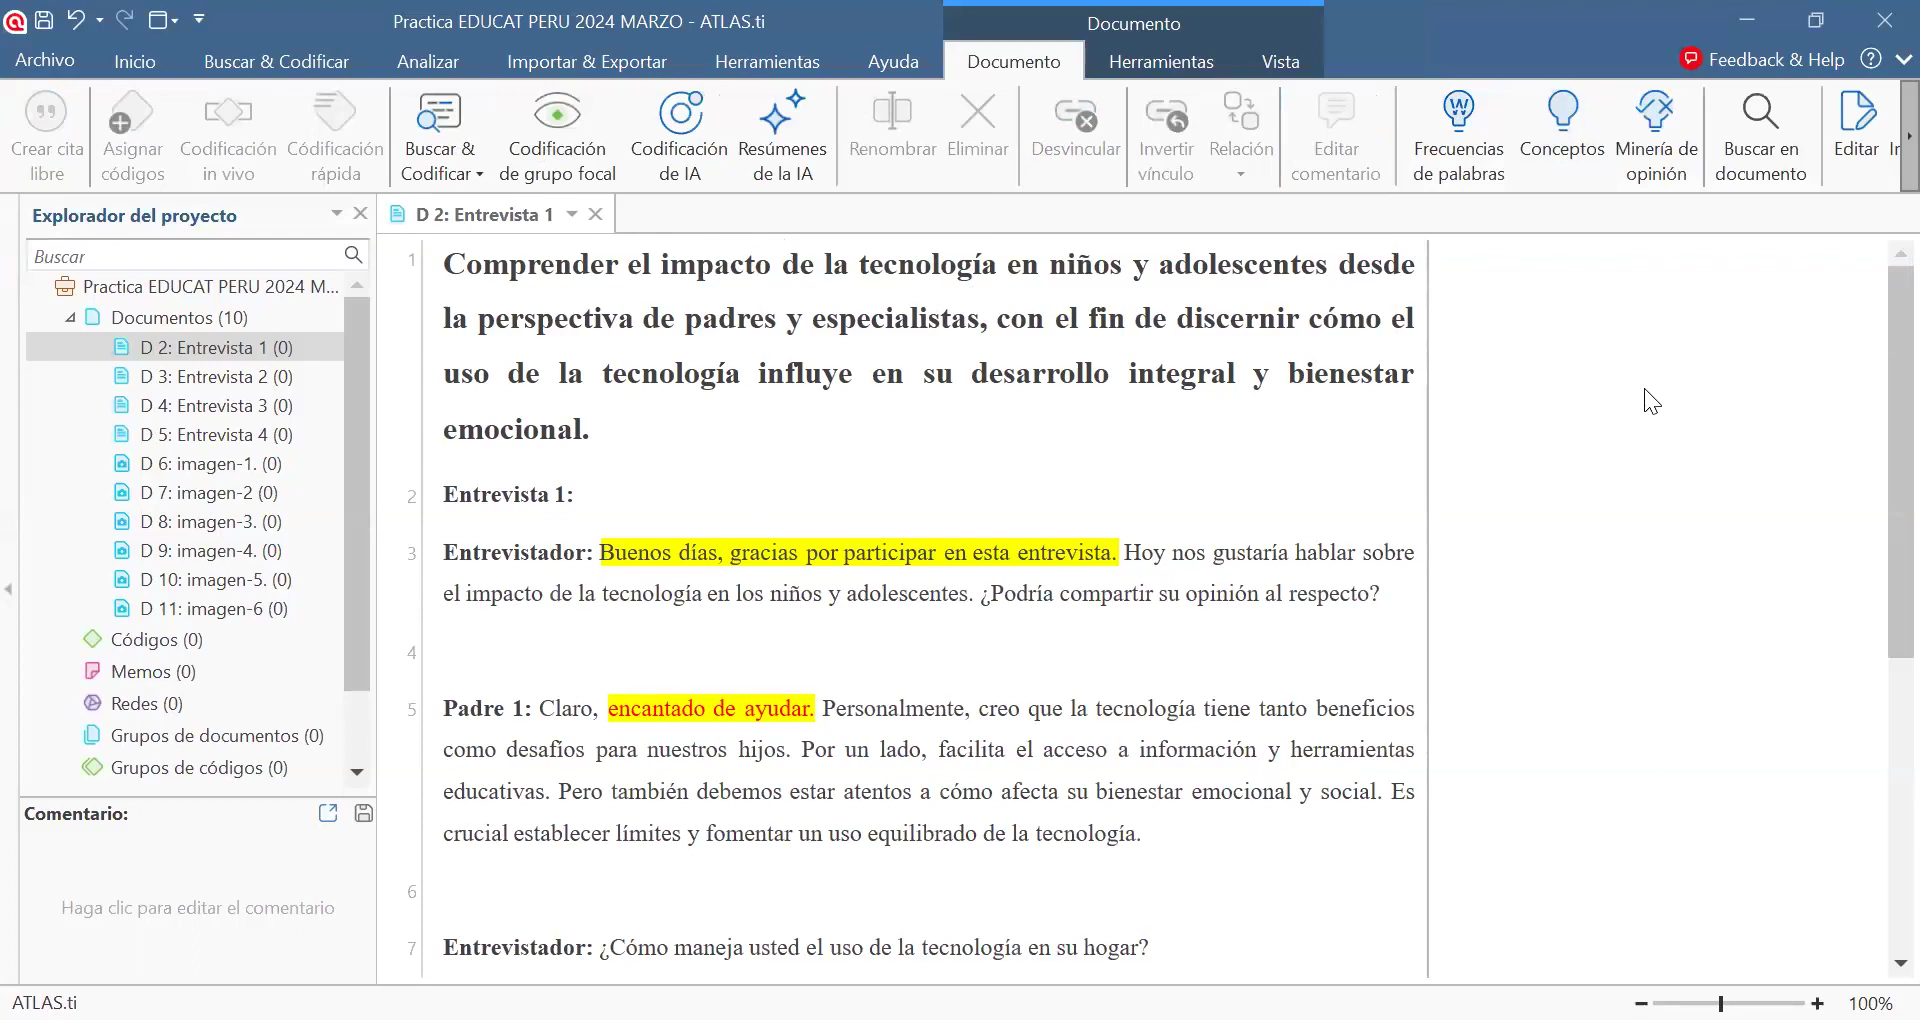 Practica EDUCAT PERU 2024 MARZO - ATLAS.ti
Documento
Archivo
Inicio
Buscar & Codificar
Analizar
Importar & Exportar
Herramientas
Ayuda
Documento
Herramientas
Vista
Feedback & Help
Crear cita
libre
Asignar
códigos
Codificación
in vivo
Códificación
rápida
Buscar &
Codificar
Codificación
de grupo focal
Codificación
de IA
Resúmenes
de la IA
Renombrar
Eliminar
Desvincular
Invertir
vínculo
Relación
Editar
comentario
Frecuencias
de palabras
Conceptos
Minería de
opinión
Buscar en
documento
Editar
Explorador del proyecto
Buscar
Practica EDUCAT PERU 2024 M...
Documentos (10)
D 2: Entrevista 1 (0)
D 3: Entrevista 2 (0)
D 4: Entrevista 3 (0)
D 5: Entrevista 4 (0)
D 6: imagen-1. (0)
D 7: imagen-2 (0)
D 8: imagen-3. (0)
D 9: imagen-4. (0)
D 10: imagen-5. (0)
D 11: imagen-6 (0)
Códigos (0)
Memos (0)
Redes (0)
Grupos de documentos (0)
Grupos de códigos (0)
Comentario:
Haga clic para editar el comentario
D 2: Entrevista 1
1 Comprender el impacto de la tecnología en niños y adolescentes desde
la perspectiva de padres y especialistas, con el fin de discernir cómo el
uso de la tecnología influye en su desarrollo integral y bienestar
emocional.
2 Entrevista 1:
3 Entrevistador: Buenos días, gracias por participar en esta entrevista. Hoy nos gustaría hablar sobre
el impacto de la tecnología en los niños y adolescentes. ¿Podría compartir su opinión al respecto?
4
5 Padre 1: Claro, encantado de ayudar. Personalmente, creo que la tecnología tiene tanto beneficios
como desafíos para nuestros hijos. Por un lado, facilita el acceso a información y herramientas
educativas. Pero también debemos estar atentos a cómo afecta su bienestar emocional y social. Es
crucial establecer límites y fomentar un uso equilibrado de la tecnología.
6
7 Entrevistador: ¿Cómo maneja usted el uso de la tecnología en su hogar?
ATLAS.ti
100%